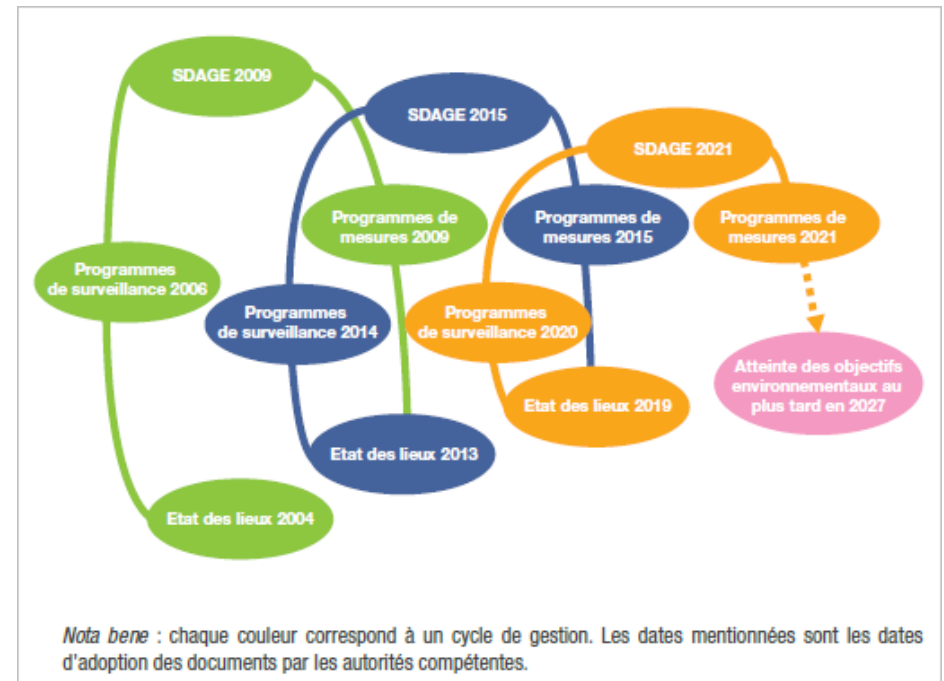 SDAGE 2009
SDAGE 2015
SDAGE 2021
Programmes de
mesures 2009
Programmes de
mesures 2015
Programmes de
mesures 2021
Programmes
de surveillance 2006
Programmes
de surveillance 2014
Programmes
de surveillance 2020
Atteinte des objectifs
environnementaux au
plus tard en 2027
Etat des lieux 2019
Etat des lieux 2013
Etat des lieux 2004
Nota bene : chaque couleur correspond à un cycle de gestion. Les dates mentionnées sont les dates
d'adoption des documents par les autorités compétentes.